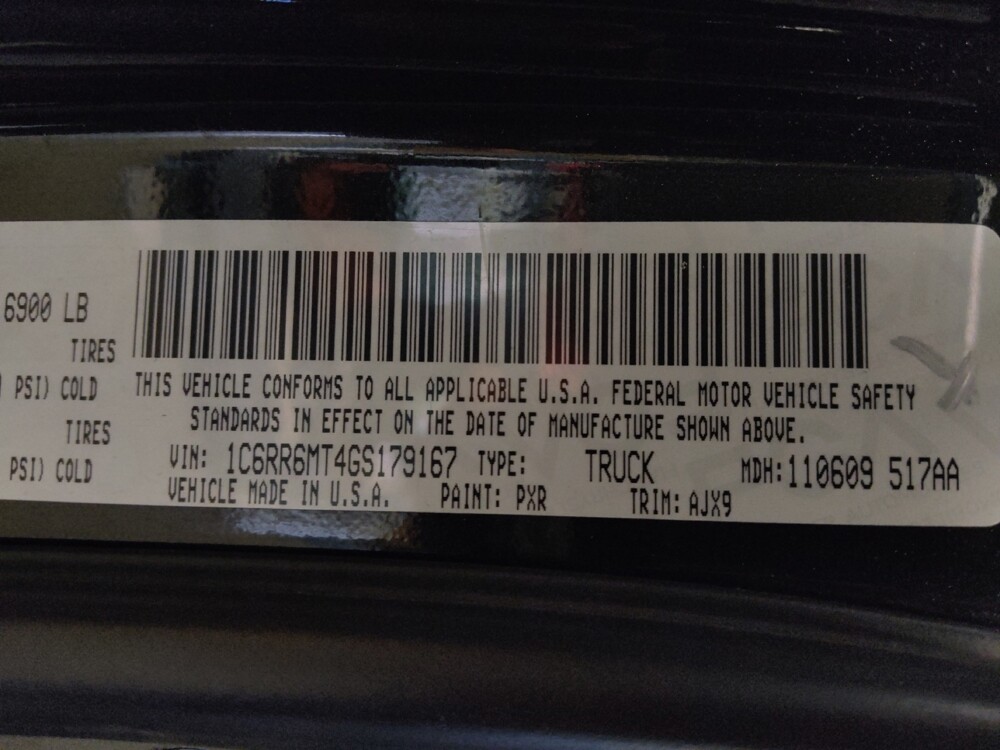 6900 LB
TIRES
PSI) COLD
TIRES
PSI) COLD
THIS VEHICLE CONFORMS TO ALL APPLICABLE U.S.A. FEDERAL MOTOR VEHICLE SAFETY
STANDARDS IN EFFECT ON THE DATE OF MANUFACTURE SHOWN ABOVE.
VIN: 1C6RR6MT4GS179167 TYPE: TRUCK MDH: 110609 517AA
VEHICLE MADE IN U.S.A. PAINT: PXR TRIM: AJX9